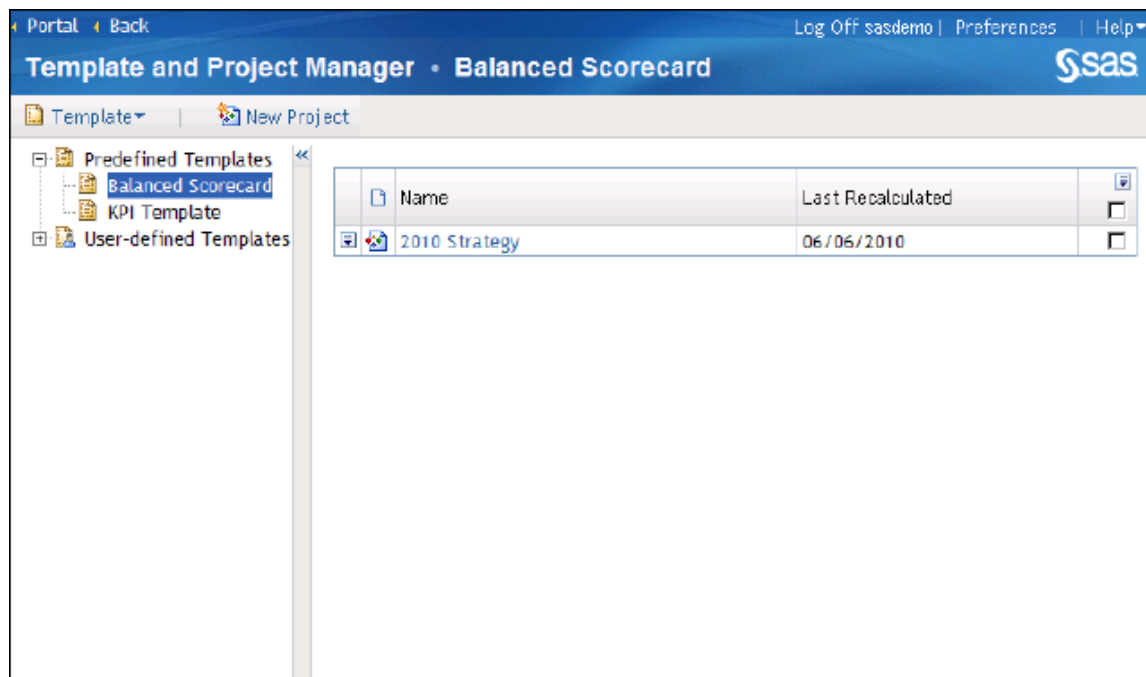 Portal Back Log Off sasdemo | Preferences | Help
Template and Project Manager • Balanced Scorecard
sas
Template | New Project
Predefined Templates
Balanced Scorecard
KPI Template
User-defined Templates
Name Last Recalculated
2010 Strategy 06/06/2010